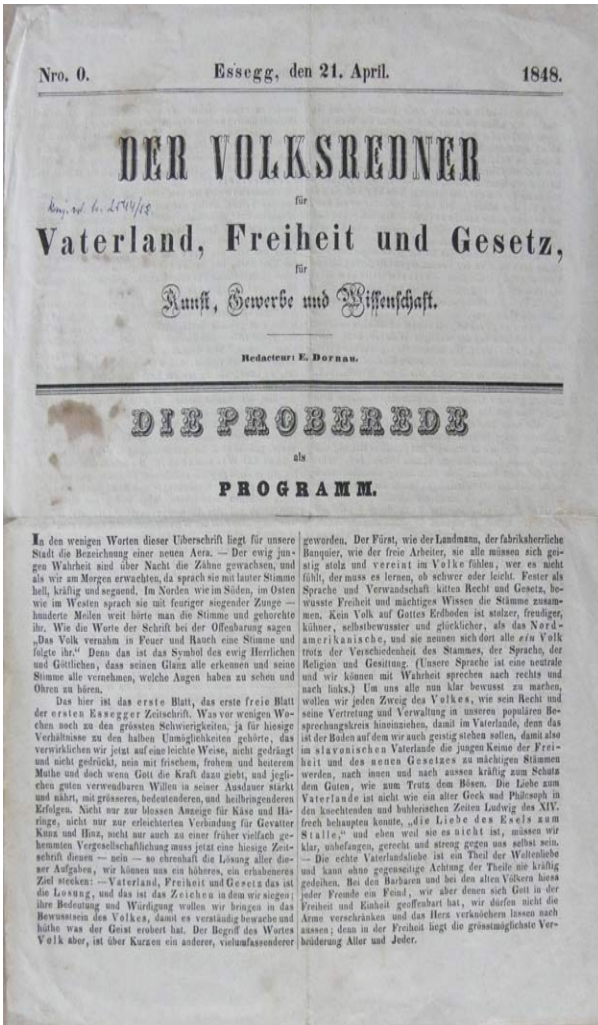 Nro. 0.
Essegg, den 21. April.
1848.
DER VOLKSREDNER
für
Vaterland, Freiheit und Gesetz,
für
Kunst, Gewerbe und Wissenschaft.
Redacteur: E. Dornau.
DIE PROBEREDE
als
PROGRAMM.
In den wenigen Worten dieser Uiberschrift liegt für unsere
Stadt die Bezeichnung einer neuen Aera. — Der ewig jun-
gen Wahrheit sind über Nacht die Zähne gewachsen, und
als wir am Morgen erwachten, da sprach sie mit lauter Stimme
hell, kräftig und segnend. Im Norden wie im Süden, im Osten
wie im Westen sprach sie mit feuriger siegender Zunge —
hunderte Meilen weit hörte man die Stimme und gehorchte
ihr. Wie die Worte der Schrift bei der Offenbarung sagen
„Das Volk vernahm in Feuer und Rauch eine Stimme und
folgte ihr.“ Denn das ist das Symbol des ewig Herrlichen
und Göttlichen, dass seinen Glanz alle erkennen und seine
Stimme alle vernehmen, welche Augen haben zu sehen und
Ohren zu hören.
Das hier ist das erste Blatt, das erste freie Blatt
der ersten Essegger Zeitschrift. Was vor wenigen Wo-
chen noch zu den grössten Schwierigkeiten, ja für hiesige
Verhältnisse zu den halben Unmöglichkeiten gehörte, das
verwirklichen wir jetzt auf eine leichte Weise, nicht gedrängt
und nicht gedrückt, nein mit frischem, frohem und heiterem
Muthe und doch wenn Gott die Kraft dazu giebt, und jegli-
chen guten verwendbaren Willen in seiner Ausdauer stärkt
und nährt, mit grösseren, bedeutenderen, und heilbringenderen
Erfolgen. Nicht nur zur blossen Anzeige für Käse und Hä-
ringe, nicht nur zur erleichterten Verbindung für Gevatter
Kunz und Hinz, nicht nur auch zu einer früher vielfach ge-
hemmten Vergesellschaftlichung muss jetzt eine hiesige Zeit-
schrift dienen — nein — so ehrenhaft die Lösung aller die-
ser Aufgaben, wir können uns ein höheres, ein erhabeneres
Ziel stecken: — Vaterland, Freiheit und Gesetz das ist
die Losung, und das ist das Zeichen in dem wir siegen;
ihre Bedeutung und Würdigung wollen wir bringen in das
Bewusstsein des Volkes, damit es verständig bewache und
hüthe was der Geist erobert hat. Der Begriff des Wortes
Volk aber, ist über Kurzen ein anderer, vielumfassenderer
geworden. Der Fürst, wie der Landmann, der fabriksherrliche
Banquier, wie der freie Arbeiter, sie alle müssen sich gei-
stig stolz und vereint im Volke fühlen, wer es nicht
fühlt, der muss es lernen, ob schwer oder leicht. Fester als
Sprache und Verwandschaft kitten Recht und Gesetz, be-
wusste Freiheit und mächtiges Wissen die Stämme zusam-
men. Kein Volk auf Gottes Erdboden ist stolzer, freudiger,
kühner, selbstbewusster und glücklicher, als das Nord-
amerikanische, und sie nennen sich dort alle ein Volk
trotz der Verschiedenheit des Stammes, der Sprache, der
Religion und Gesittung. (Unsere Sprache ist eine neutrale
und wir können mit Wahrheit sprechen nach rechts und
nach links.) Um uns alle nun klar bewusst zu machen,
wollen wir jeden Zweig des Volkes, wie sein Recht und
seine Vertretung und Verwaltung in unseren populären Be-
sprechungskreis hineinziehen, damit im Vaterlande, denn das
ist der Boden auf dem wir auch geistig stehen sollen, damit also
im slavonischen Vaterlande die jungen Keime der Frei-
heit und des neuen Gesetzes zu mächtigen Stämmen
werden, nach innen und nach aussen kräftig zum Schutz
dem Guten, wie zum Trotz dem Bösen. Die Liebe zum
Vaterlande ist nicht wie ein alter Geck und Philosoph in
den knechtenden und buhlerischen Zeiten Ludwig des XIV.
frech behaupten konnte, „die Liebe des Esels zum
Stalle,“ und eben weil sie es nicht ist, müssen wir
klar, unbefangen, gerecht und streng gegen uns selbst sein.
— Die echte Vaterlandsliebe ist ein Theil der Weltenliebe
und kann ohne gegenseitige Achtung der Theile nie kräftig
gedeihen. Bei den Barbaren und bei den alten Völkern hiess
jeder Fremde ein Feind, wir aber denen sich Gott in der
Freiheit und Einheit geoffenbart hat, wir dürfen nicht die
Arme verschränken und das Herz verknöchern lassen nach
aussen; denn in der Freiheit liegt die grösstmöglichste Ver-
brüderung Aller und Jeder.